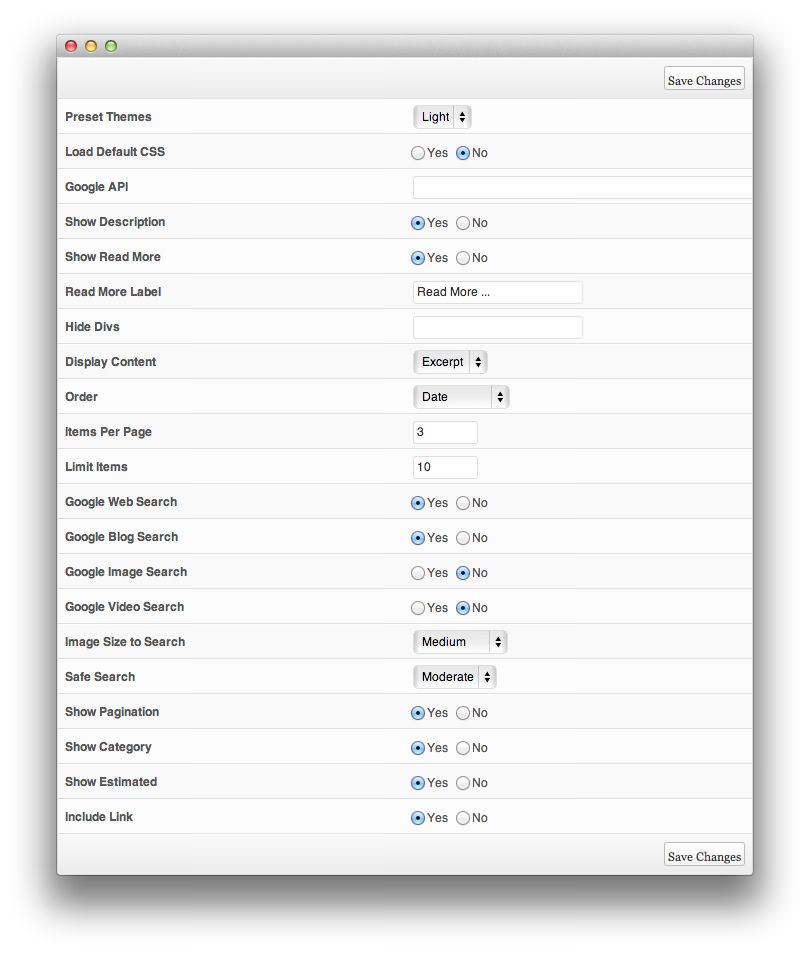 Save Changes
Preset Themes Light
Load Default CSS Yes No
Google API
Show Description Yes No
Show Read More Yes No
Read More Label Read More ...
Hide Divs
Display Content Excerpt
Order Date
Items Per Page 3
Limit Items 10
Google Web Search Yes No
Google Blog Search Yes No
Google Image Search Yes No
Google Video Search Yes No
Image Size to Search Medium
Safe Search Moderate
Show Pagination Yes No
Show Category Yes No
Show Estimated Yes No
Include Link Yes No
Save Changes